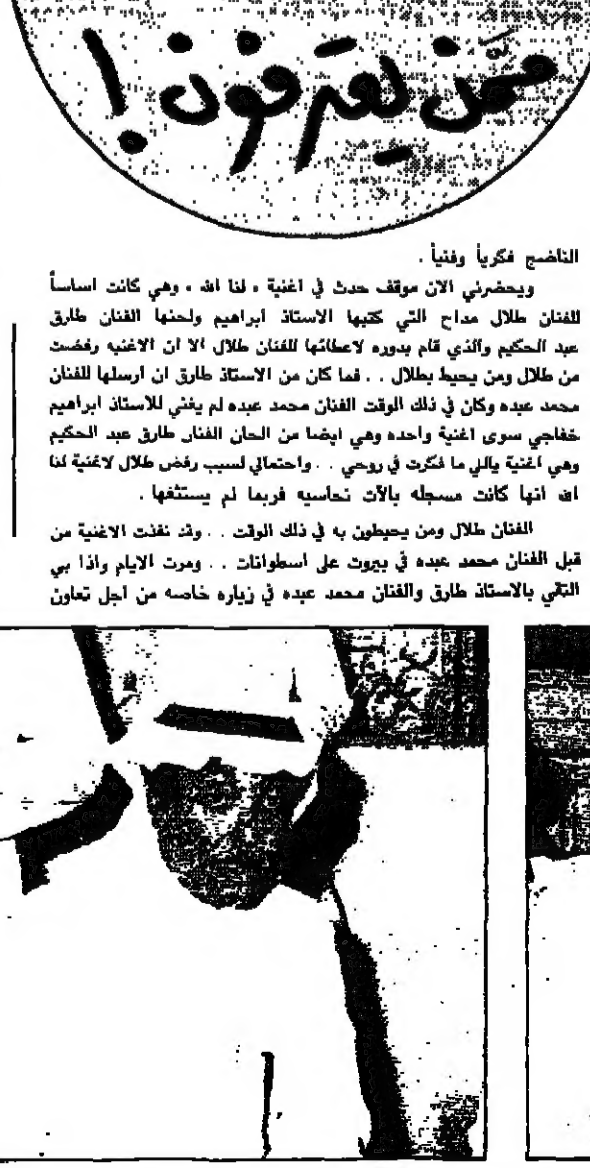 ممّن يعرفون !
الناضج فكرياً وفنياً .
ويحضرني الان موقف حدث في اغنية « لنا الله » وهي كانت اساساً
للفنان طلال مداح التي كتبها الاستاذ ابراهيم ولحنها الفنان طارق
عبد الحكيم والذي قام بدوره لاعطائها للفنان طلال الا ان الاغنيه رفضت
من طلال ومن يحيط بطلال . . فما كان من الاستاذ طارق ان ارسلها للفنان
محمد عبده وكان في ذلك الوقت الفنان محمد عبده لم يغني للاستاذ ابراهيم
خفاجي سوى اغنية واحده وهي ايضا من الحان الفنان طارق عبد الحكيم
وهي اغنية ياللي ما فكرت في روحي . . واحتمالي لسبب رفض طلال لاغنية لنا
الله انها كانت مسجله بالآت نحاسيه فربما لم يستثغها .
الفنان طلال ومن يحيطون به في ذلك الوقت . . وقد نفذت الاغنية من
قبل الفنان محمد عبده في بيروت على اسطوانات . . ومرت الايام واذا بي
التقي بالاستاذ طارق والفنان محمد عبده في زياره خاصه من اجل تعاون